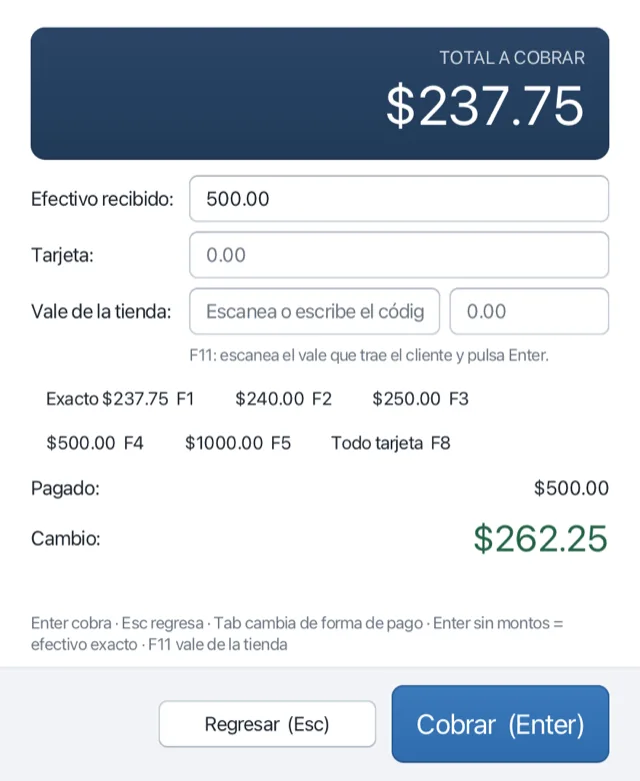 TOTAL A COBRAR
$237.75
Efectivo recibido: 500.00
Tarjeta: 0.00
Vale de la tienda: Escanea o escribe el códig 0.00
F11: escanea el vale que trae el cliente y pulsa Enter.
Exacto $237.75 F1 $240.00 F2 $250.00 F3
$500.00 F4 $1000.00 F5 Todo tarjeta F8
Pagado: $500.00
Cambio: $262.25
Enter cobra · Esc regresa · Tab cambia de forma de pago · Enter sin montos =
efectivo exacto · F11 vale de la tienda
Regresar (Esc) Cobrar (Enter)